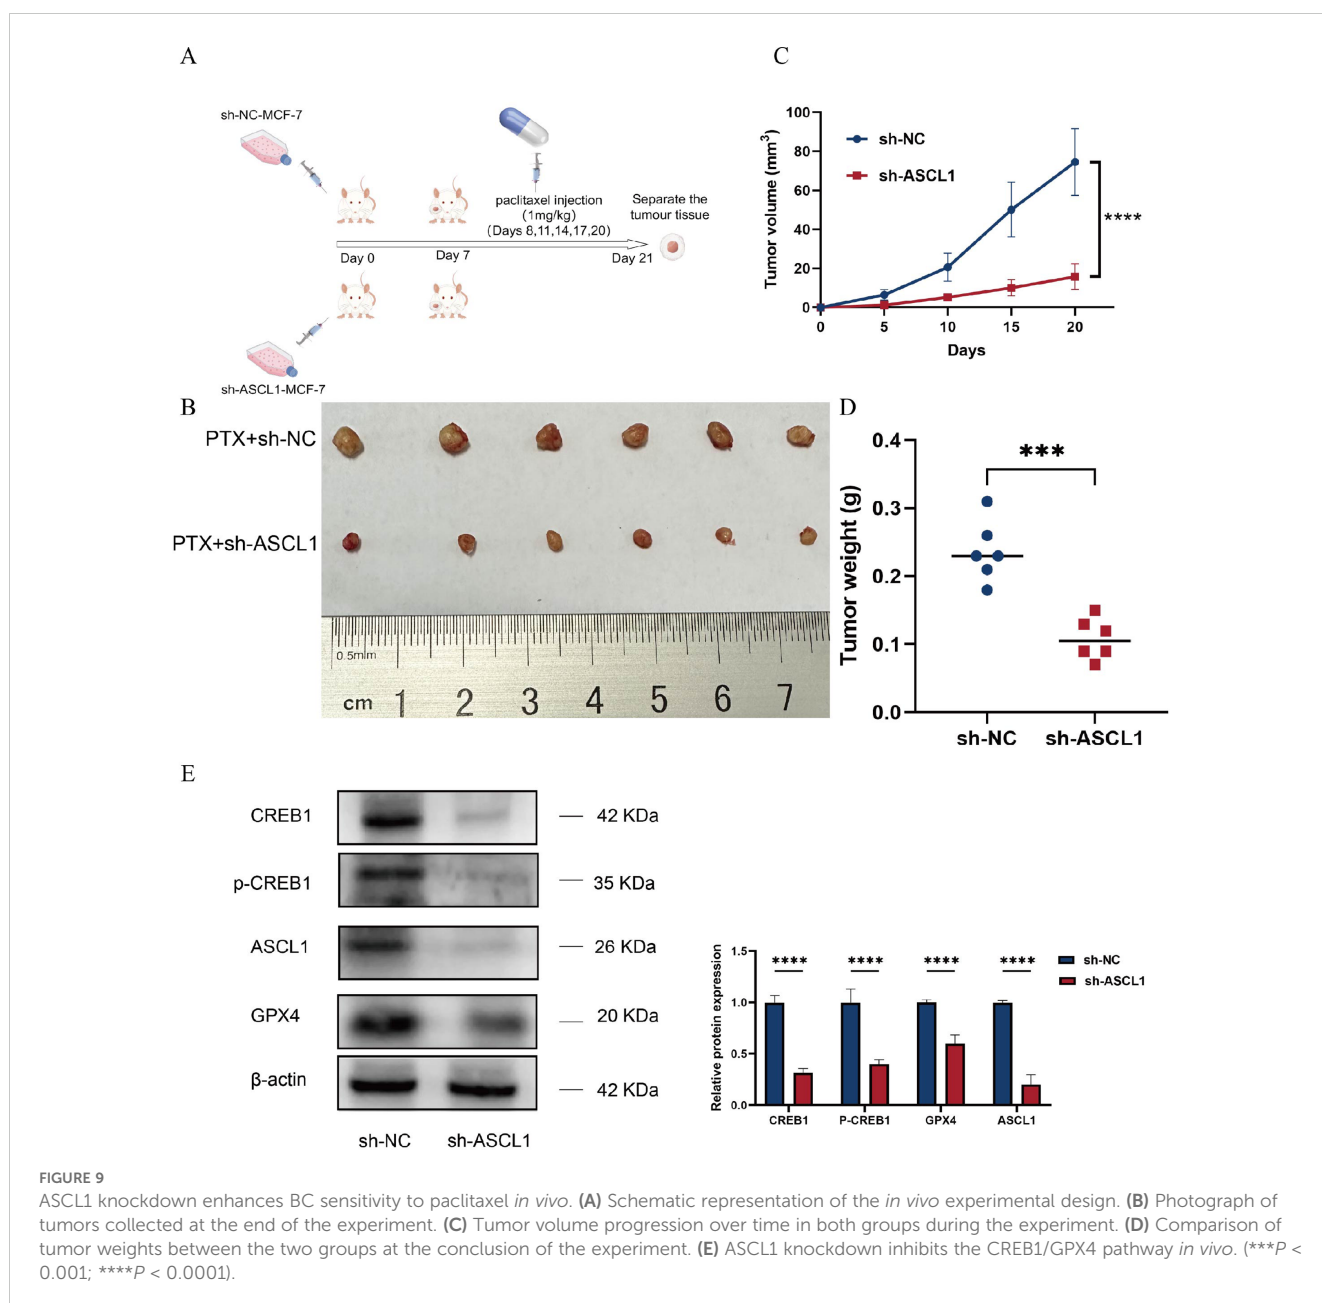 A
sh-NC-MCF-7
paclitaxel injection
(1mg/kg)
(Days 8,11,14,17,20)
Separate the
tumour tissue
Day 0
Day 7
Day 21
sh-ASCL1-MCF-7
C
Tumor volume (mm³)
100
80
60
40
20
0
sh-NC
sh-ASCL1
****
0 5 10 15 20
Days
B
PTX+sh-NC
PTX+sh-ASCL1
0.5mm
cm 1 2 3 4 5 6 7
D
Tumor weight (g)
0.4
0.3
0.2
0.1
0.0
***
sh-NC sh-ASCL1
E
CREB1 42 KDa
p-CREB1 35 KDa
ASCL1 26 KDa
GPX4 20 KDa
β-actin 42 KDa
sh-NC sh-ASCL1
Relative protein expression
1.5
1.0
0.5
0.0
**** **** **** ****
sh-NC
sh-ASCL1
CREB1 P-CREB1 GPX4 ASCL1
FIGURE 9
ASCL1 knockdown enhances BC sensitivity to paclitaxel in vivo. (A) Schematic representation of the in vivo experimental design. (B) Photograph of
tumors collected at the end of the experiment. (C) Tumor volume progression over time in both groups during the experiment. (D) Comparison of
tumor weights between the two groups at the conclusion of the experiment. (E) ASCL1 knockdown inhibits the CREB1/GPX4 pathway in vivo. (***P <
0.001; ****P < 0.0001).